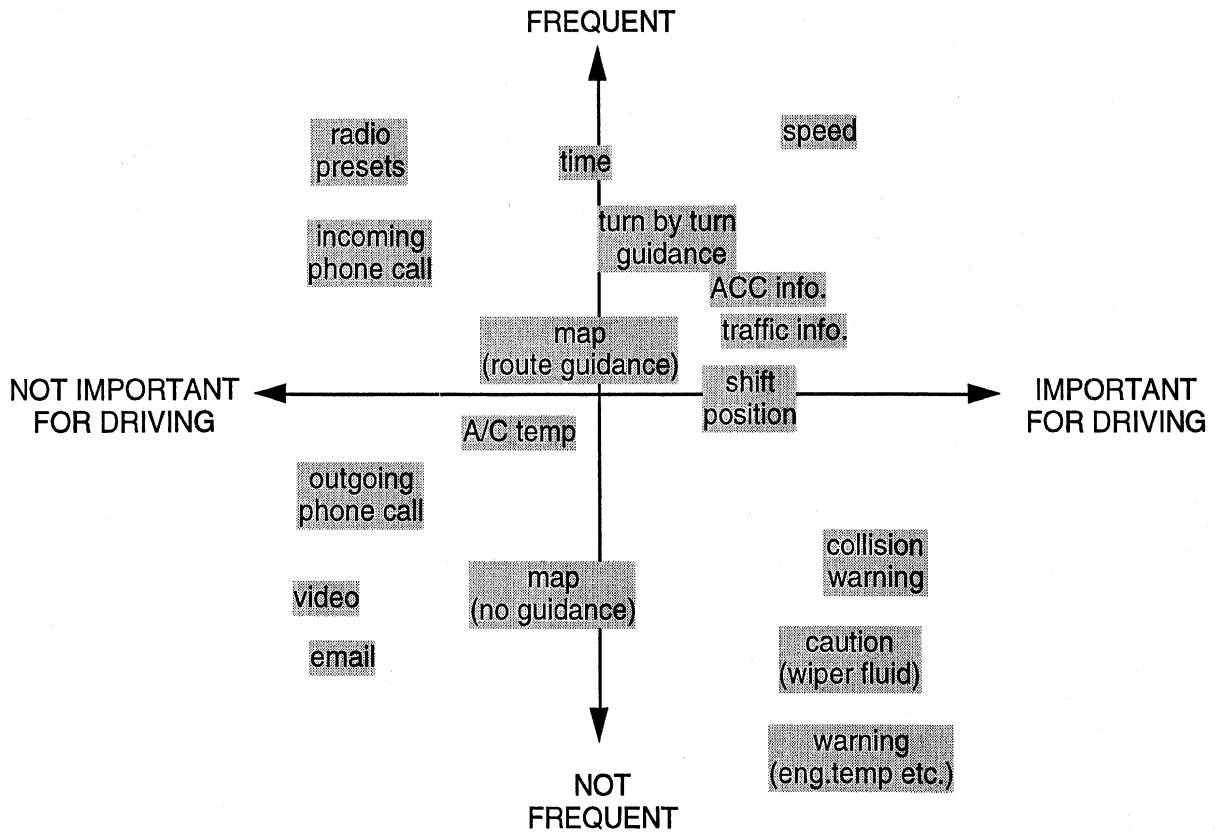 FREQUENT
radio
presets
time
speed
incoming
phone call
turn by turn
guidance
ACC info.
traffic info.
map
(route guidance)
NOT IMPORTANT
FOR DRIVING
shift
position
IMPORTANT
FOR DRIVING
A/C temp
outgoing
phone call
collision
warning
video
map
(no guidance)
email
caution
(wiper fluid)
warning
(eng.temp etc.)
NOT
FREQUENT